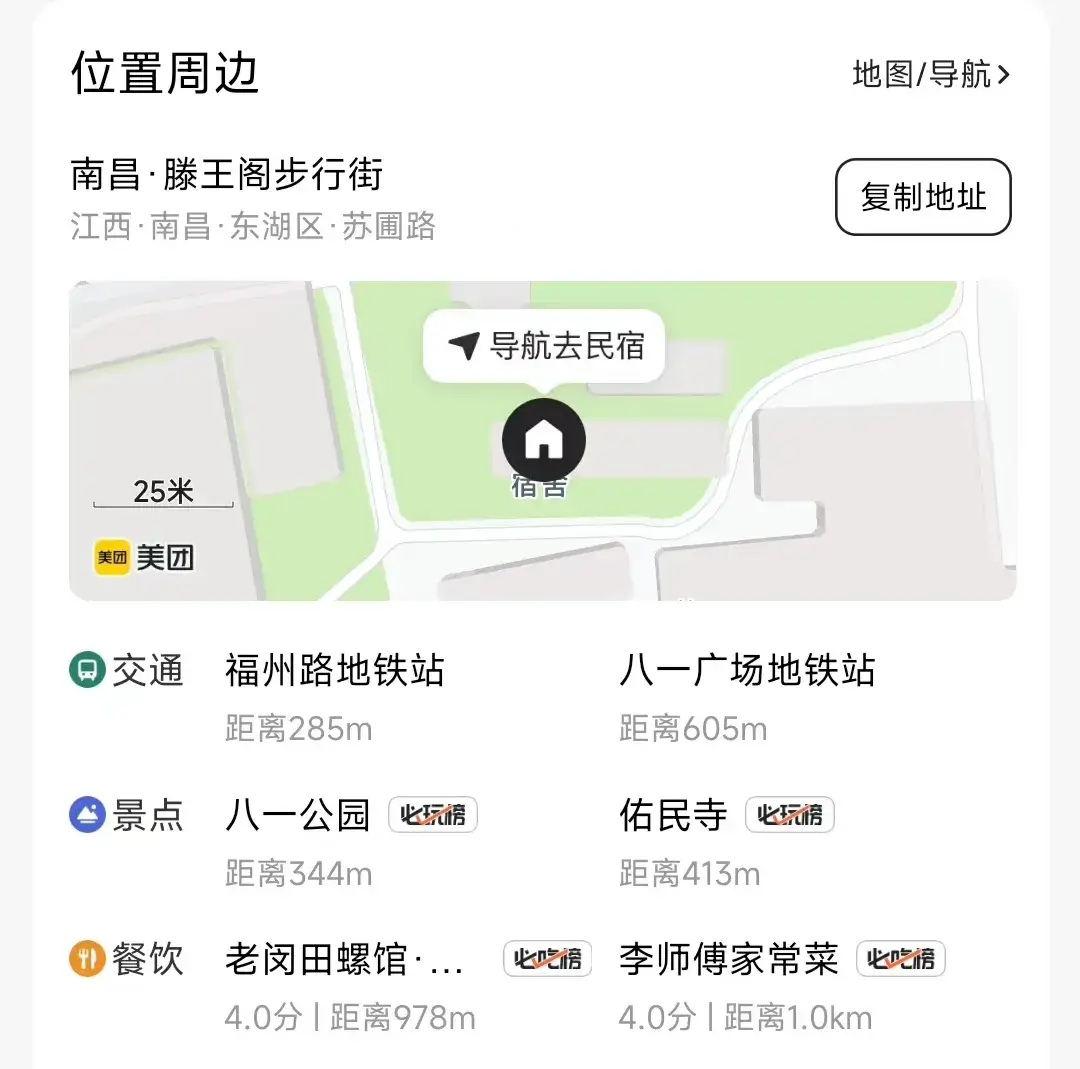 位置周边
地图/导航>
南昌·滕王阁步行街
江西·南昌·东湖区·苏圃路
复制地址
导航去民宿
宿舍
25米
美团 美团
交通 福州路地铁站 八一广场地铁站
距离285m 距离605m
景点 八一公园 必玩榜 佑民寺 必玩榜
距离344m 距离413m
餐饮 老闵田螺馆·... 必吃榜 李师傅家常菜 必吃榜
4.0分 | 距离978m 4.0分 | 距离1.0km